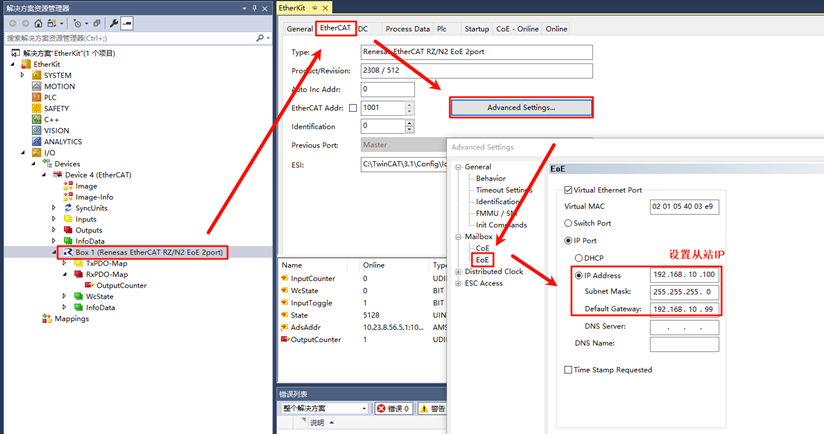 解决方案资源管理器
搜索解决方案资源管理器(Ctrl+;)
解决方案"EtherKit"(1 个项目)
EtherKit
SYSTEM
MOTION
PLC
SAFETY
C++
VISION
ANALYTICS
I/O
Devices
Device 4 (EtherCAT)
Image
Image-Info
SyncUnits
Inputs
Outputs
InfoData
Box 1 (Renesas EtherCAT RZ/N2 EoE 2port)
TxPDO-Map
RxPDO-Map
OutputCounter
WcState
InfoData
Mappings
EtherKit
General EtherCAT DC Process Data Plc Startup CoE - Online Online
Type: Renesas EtherCAT RZ/N2 EoE 2port
Product/Revision: 2308 / 512
Auto Inc Addr: 0
EtherCAT Addr: 1001 Advanced Settings...
Identification 0
Previous Port: Master
ESI: C:\TwinCAT\3.1\Config\Io
Name Online
InputCounter 0 UDI
WcState 0 BIT
InputToggle 1 BIT
State 5128 UIN
AdsAddr 10.23.8.56.5.1:10... AMS
OutputCounter 1 UDI
错误列表
整个解决方案 错误 0 警告
说明
Advanced Settings
General
Behavior
Timeout Settings
Identification
FMMU / SM
Init Commands
Mailbox
CoE
EoE
Distributed Clock
ESC Access
EoE
Virtual Ethernet Port
Virtual MAC 02 01 05 40 03 e9
Switch Port
IP Port
设置从站IP
DHCP
IP Address 192.168. 10 .100
Subnet Mask: 255.255.255. 0
Default Gateway: 192.168. 10 . 99
DNS Server: . . .
DNS Name:
Time Stamp Requested